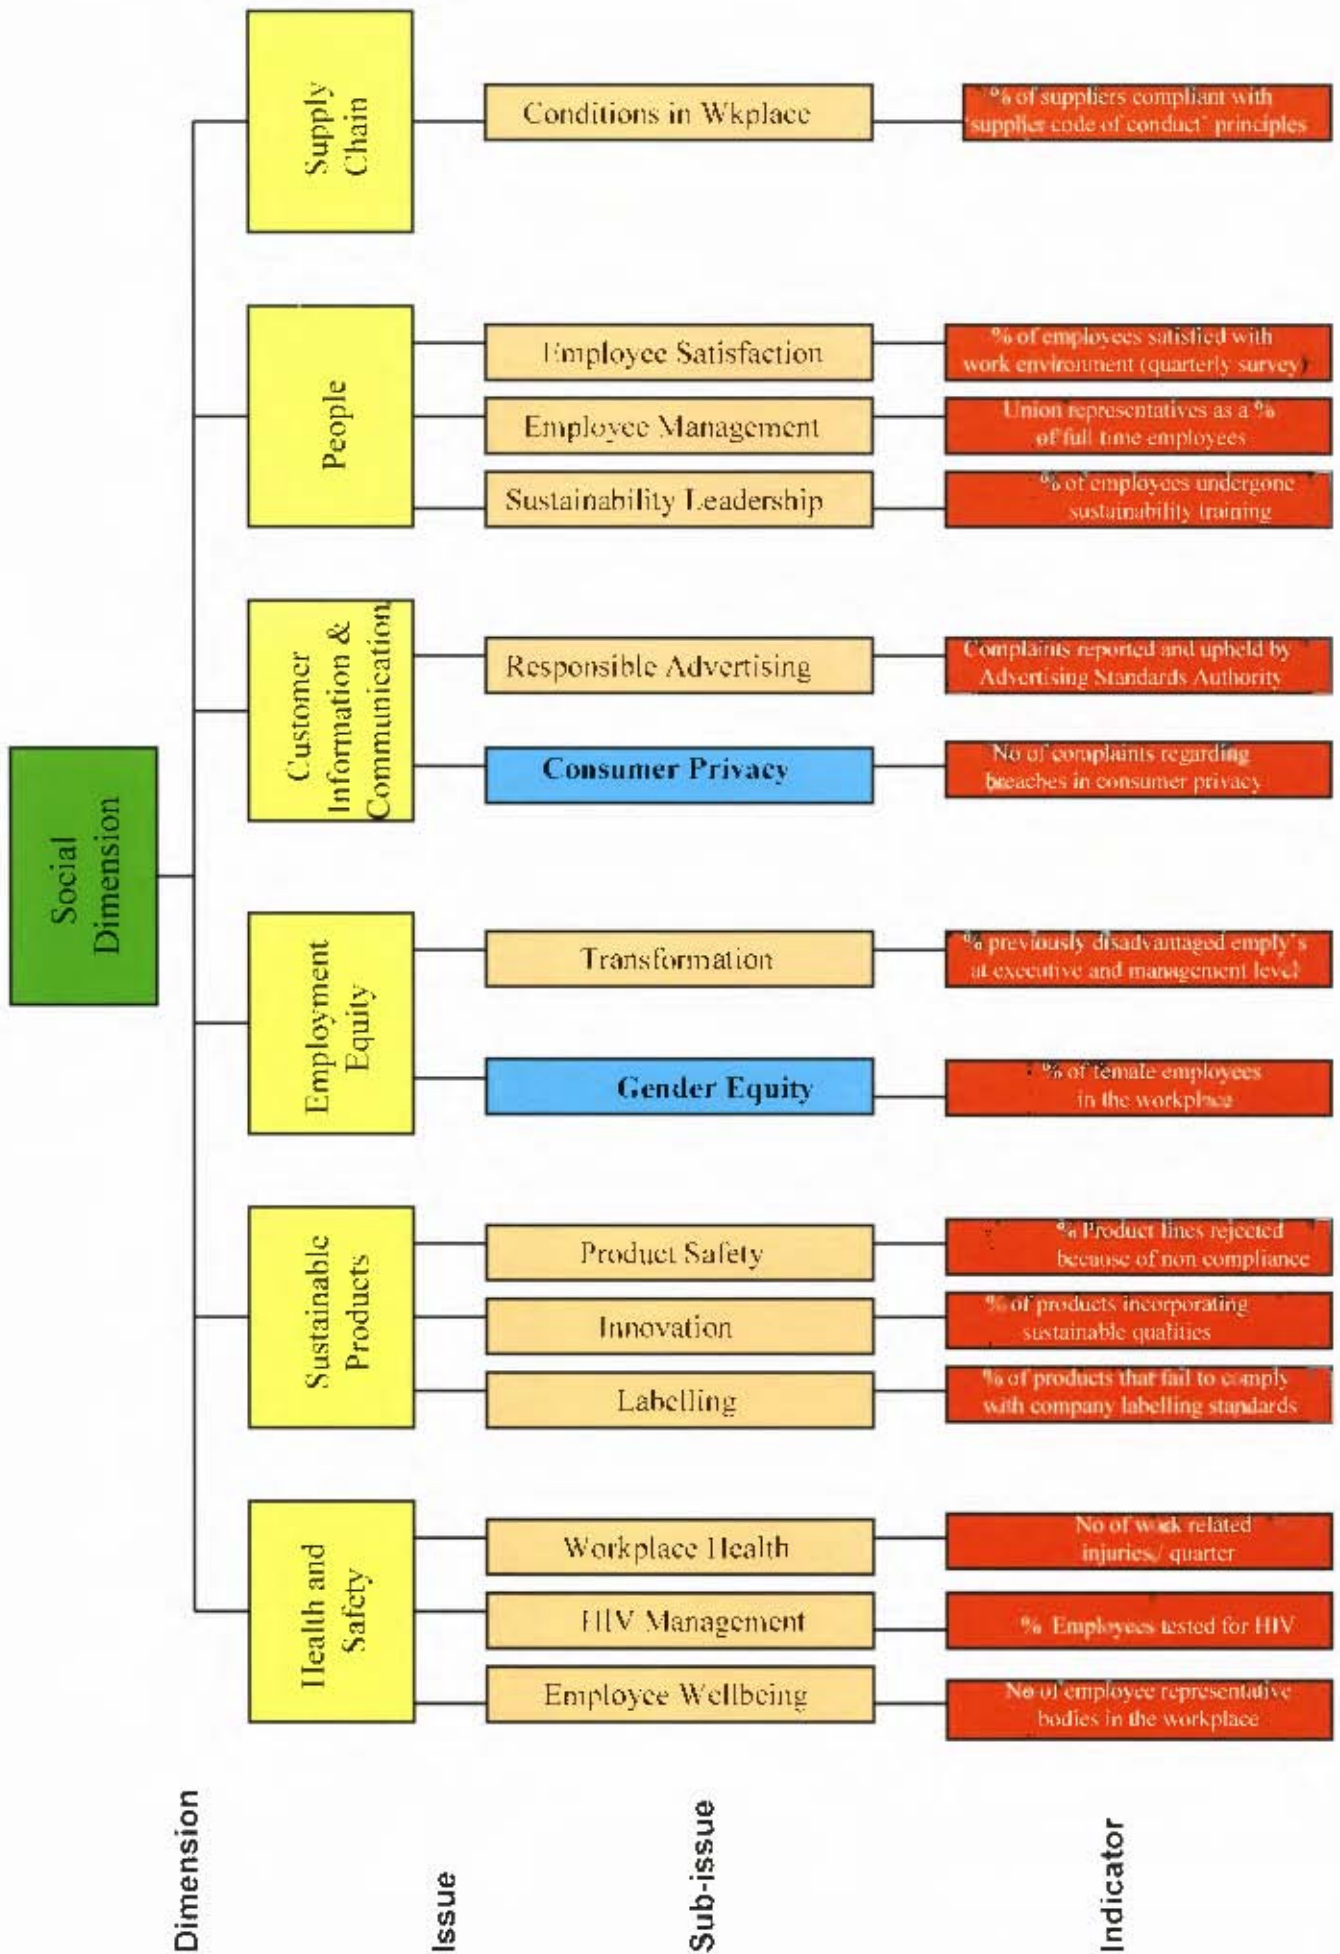 Social
Dimension
Supply
Chain
Conditions in Wkplace
% of suppliers compliant with
'supplier code of conduct' principles
People
Employee Satisfaction
% of employees satisfied with
work environment (quarterly survey)
Employee Management
Union representatives as a %
of full time employees
Sustainability Leadership
% of employees undergone
sustainability training
Customer
Information &
Communication
Responsible Advertising
Complaints reported and upheld by
Advertising Standards Authority
Consumer Privacy
No of complaints regarding
breaches in consumer privacy
Employment
Equity
Transformation
% previously disadvantaged emply's
at executive and management level
Gender Equity
% of female employees
in the workplace
Sustainable
Products
Product Safety
% Product lines rejected
because of non compliance
Innovation
% of products incorporating
sustainable qualities
Labelling
% of products that fail to comply
with company labelling standards
Health and
Safety
Workplace Health
No of work related
injuries / quarter
HIV Management
% Employees tested for HIV
Employee Wellbeing
No of employee representative
bodies in the workplace
Dimension
Issue
Sub-issue
Indicator